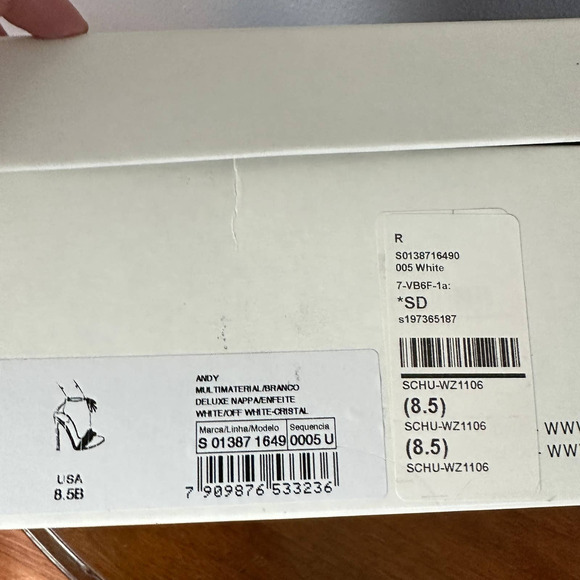 R
S0138716490
005 White
7-VB6F-1a:
*SD
s197365187
SCHU-WZ1106
(8.5)
SCHU-WZ1106
(8.5)
SCHU-WZ1106
ANDY
MULTIMATERIAL/BRANCO
DELUXE NAPPA/ENFEITE
WHITE/OFF WHITE-CRISTAL
Marca/Linha/Modelo Sequencia
S 01387 1649 0005 U
7 909876 533236
USA
8.5B